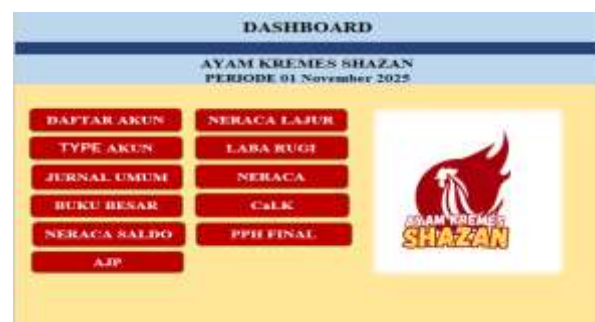 DASHBOARD
AYAM KREMES SHAZAN
PERIODE 01 November 2025
DAFTAR AKUN
TYPE AKUN
JURNAL UMUM
BUKU BESAR
NERACA SALDO
AJP
NERACA LAJUR
LABA RUGI
NERACA
CaLK
PPH FINAL
AYAM KREMES
SHAZAN